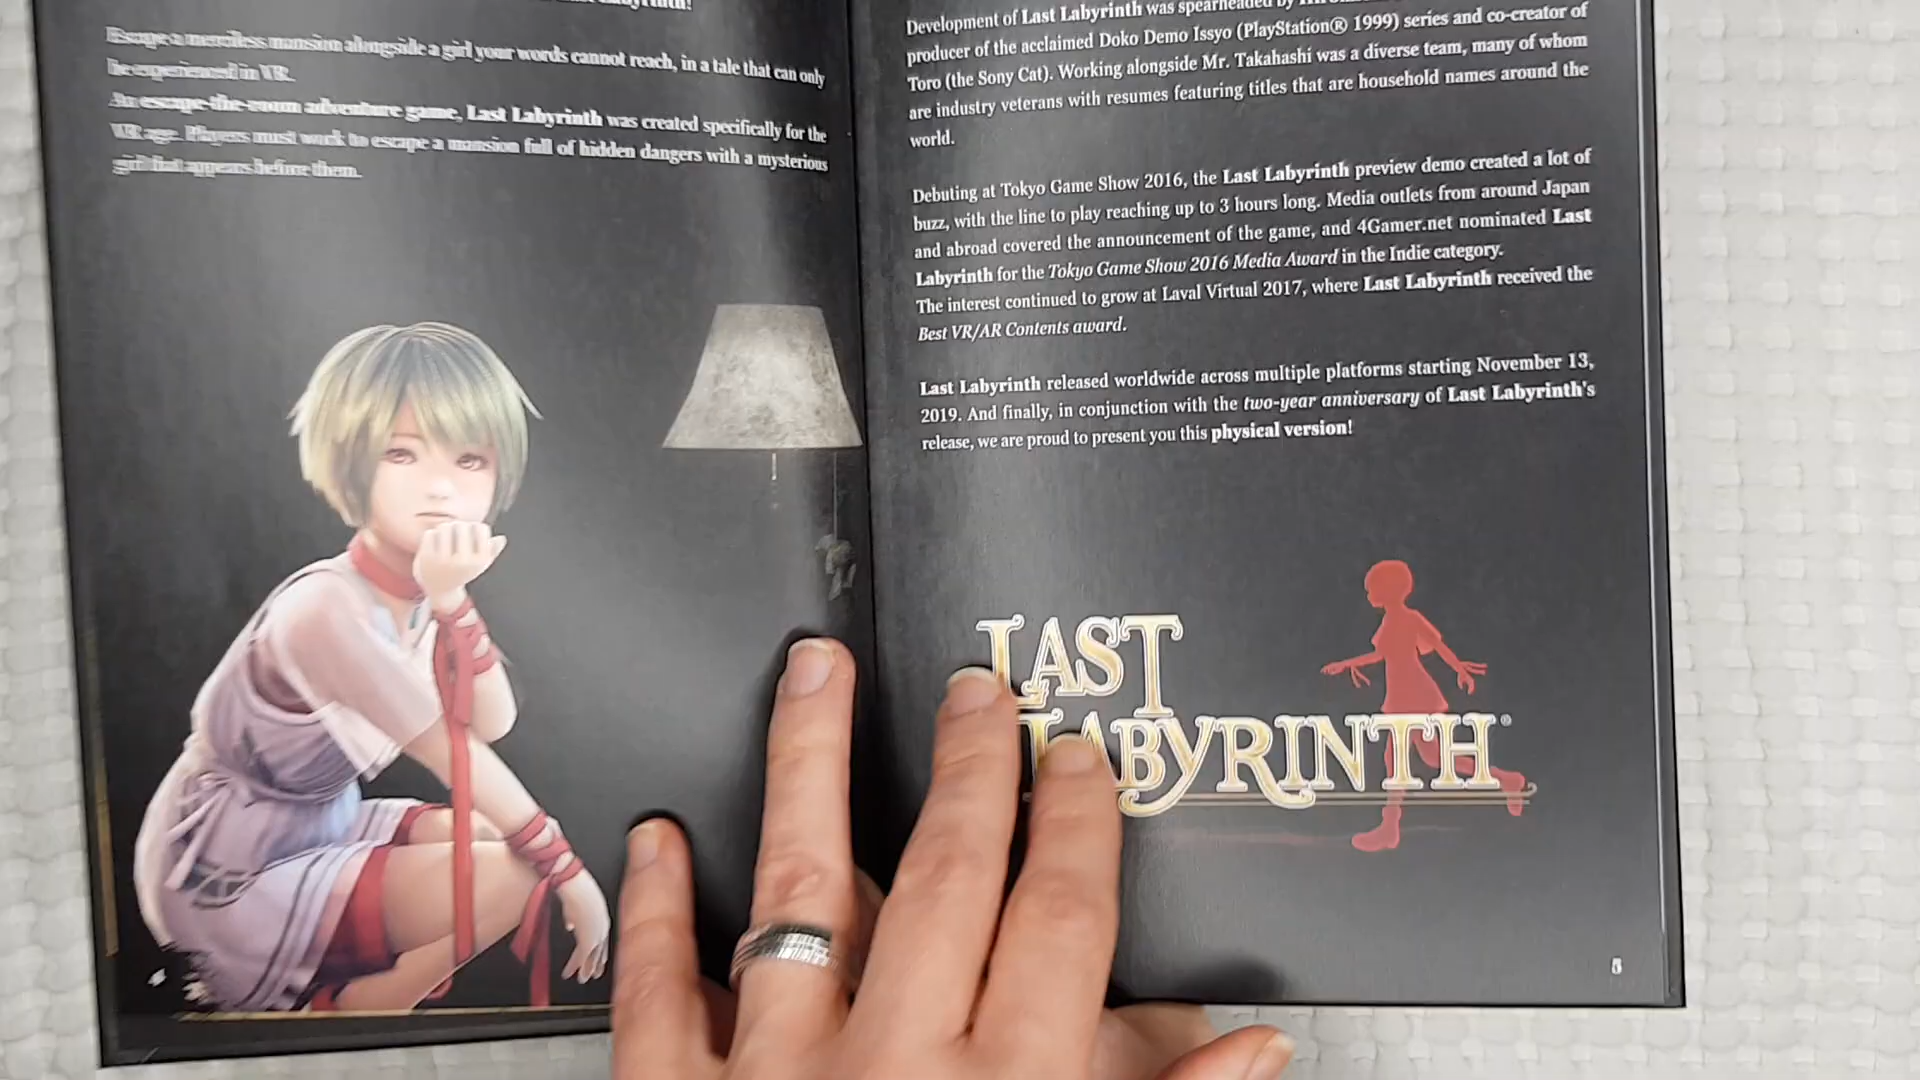 Escape a merciless mansion alongside a girl your words cannot reach, in a tale that can only
be experienced in VR.
An escape-the-room adventure game, Last Labyrinth was created specifically for the
VR age. Players must work to escape a mansion full of hidden dangers with a mysterious
girl that appears before them.
4
Development of Last Labyrinth was spearheaded by
producer of the acclaimed Doko Demo Issyo (PlayStation® 1999) series and co-creator of
Toro (the Sony Cat). Working alongside Mr. Takahashi was a diverse team, many of whom
are industry veterans with resumes featuring titles that are household names around the
world.
Debuting at Tokyo Game Show 2016, the Last Labyrinth preview demo created a lot of
buzz, with the line to play reaching up to 3 hours long. Media outlets from around Japan
and abroad covered the announcement of the game, and 4Gamer.net nominated Last
Labyrinth for the Tokyo Game Show 2016 Media Award in the Indie category.
The interest continued to grow at Laval Virtual 2017, where Last Labyrinth received the
Best VR/AR Contents award.
Last Labyrinth released worldwide across multiple platforms starting November 13,
2019. And finally, in conjunction with the two-year anniversary of Last Labyrinth's
release, we are proud to present you this physical version!
LAST
LABYRINTH®
5